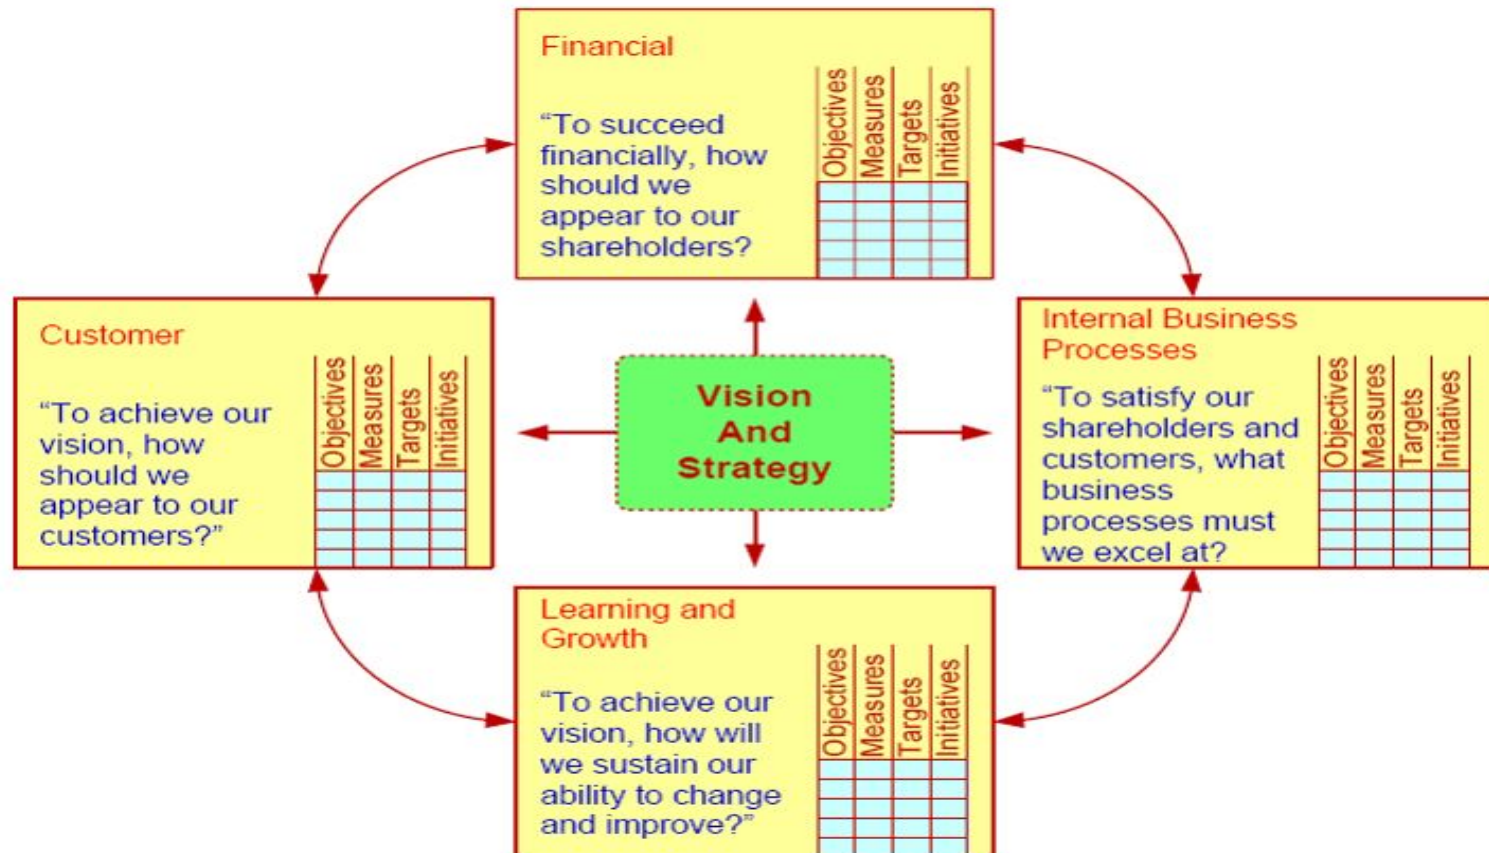 Financial
“To succeed
financially, how
should we
appear to our
shareholders?
Objectives
Measures
Targets
Initiatives
Customer
“To achieve our
vision, how
should we
appear to our
customers?”
Objectives
Measures
Targets
Initiatives
Vision
And
Strategy
Internal Business
Processes
“To satisfy our
shareholders and
customers, what
business
processes must
we excel at?
Objectives
Measures
Targets
Initiatives
Learning and
Growth
“To achieve our
vision, how will
we sustain our
ability to change
and improve?”
Objectives
Measures
Targets
Initiatives